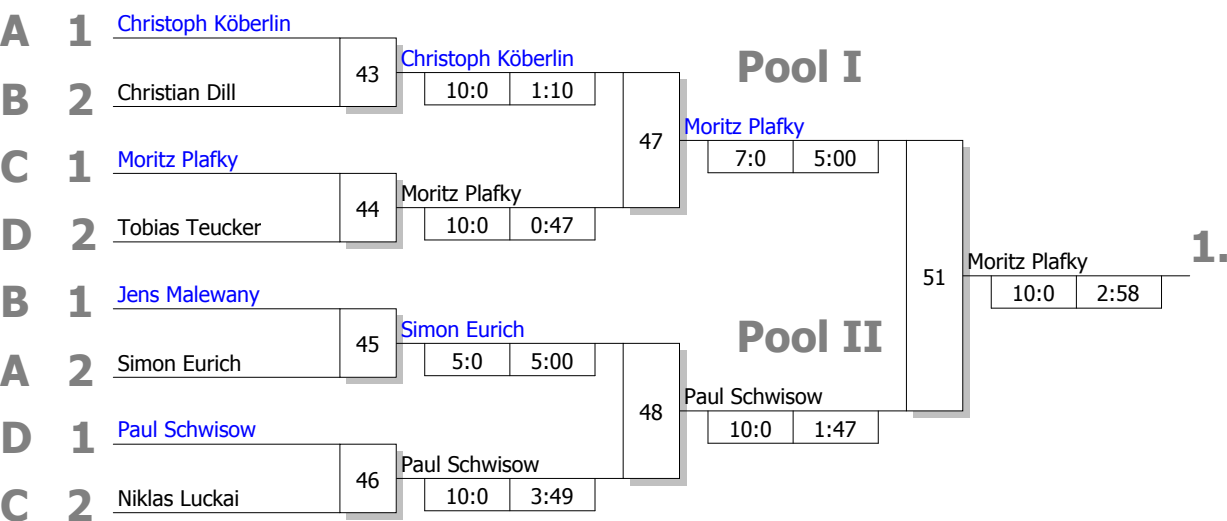 A 1 Christoph Köberlin
43
Christoph Köberlin
10:0 1:10
B 2 Christian Dill
Pool I
47
Moritz Plafky
7:0 5:00
C 1 Moritz Plafky
44
Moritz Plafky
10:0 0:47
D 2 Tobias Teucker
51
Moritz Plafky
10:0 2:58
1.
B 1 Jens Malewany
45
Simon Eurich
5:0 5:00
A 2 Simon Eurich
Pool II
48
Paul Schwisow
10:0 1:47
D 1 Paul Schwisow
46
Paul Schwisow
10:0 3:49
C 2 Niklas Luckai